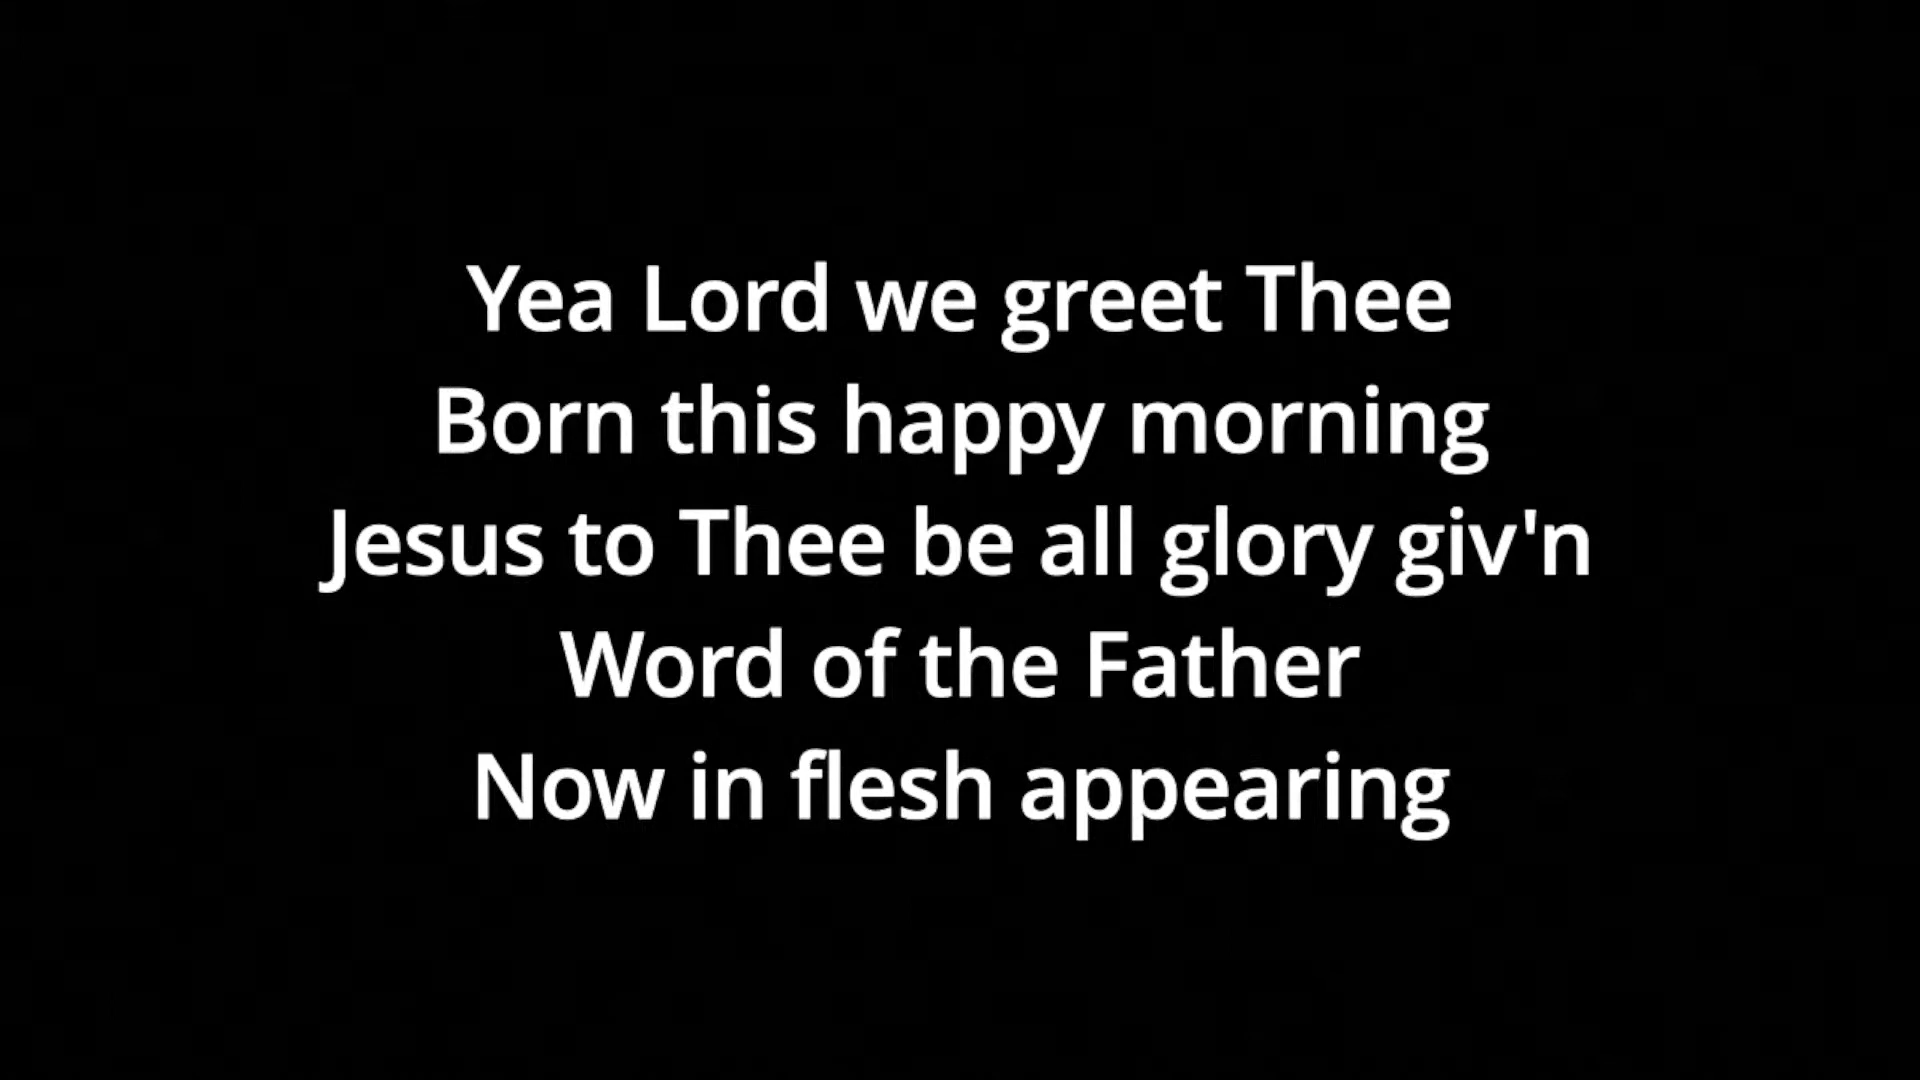 Yea Lord we greet Thee
Born this happy morning
Jesus to Thee be all glory giv'n
Word of the Father
Now in flesh appearing